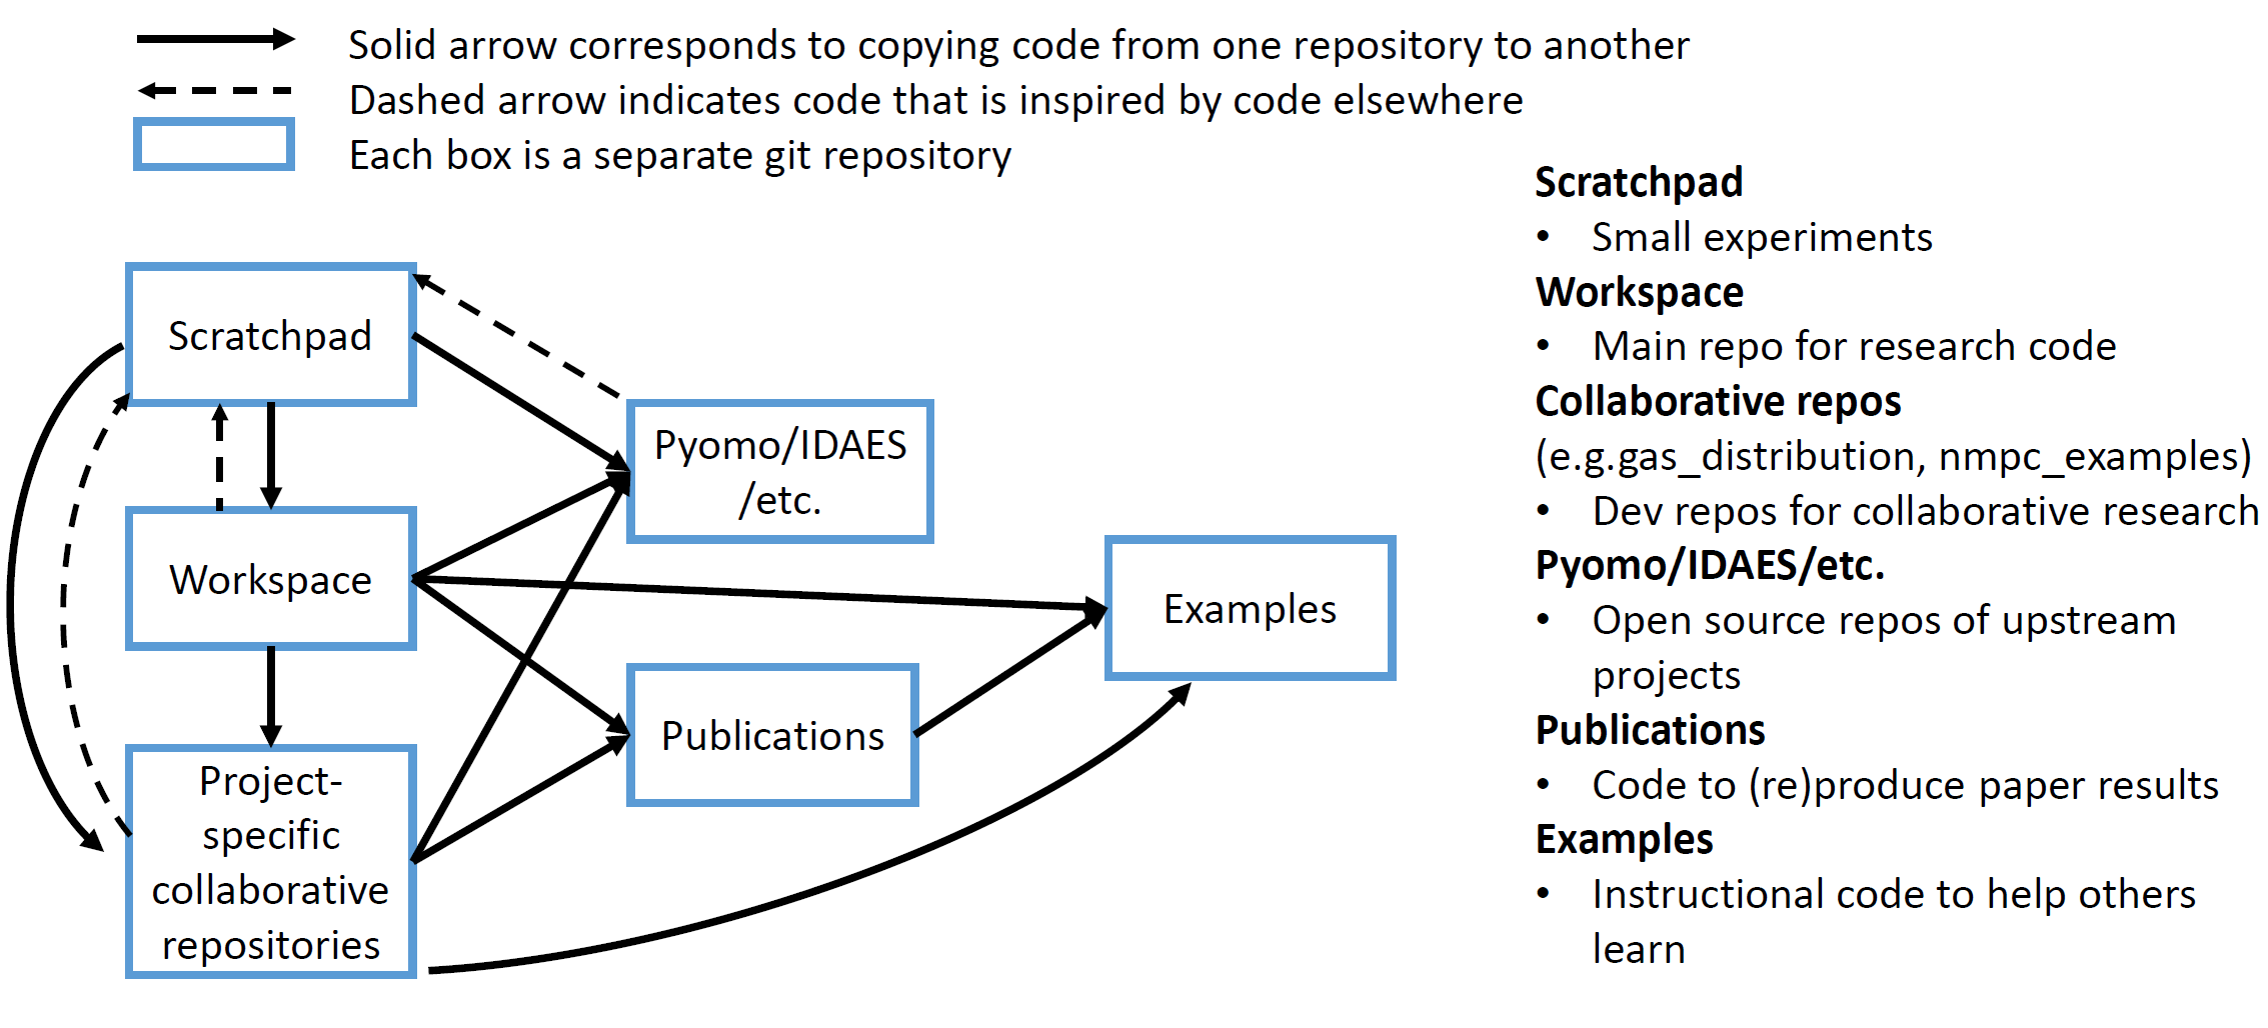 Solid arrow corresponds to copying code from one repository to another
Dashed arrow indicates code that is inspired by code elsewhere
Each box is a separate git repository
Scratchpad
Workspace
Project-
specific
collaborative
repositories
Pyomo/IDAES
/etc.
Publications
Examples
Scratchpad
• Small experiments
Workspace
• Main repo for research code
Collaborative repos
(e.g.gas_distribution, nmpc_examples)
• Dev repos for collaborative research
Pyomo/IDAES/etc.
• Open source repos of upstream
projects
Publications
• Code to (re)produce paper results
Examples
• Instructional code to help others
learn